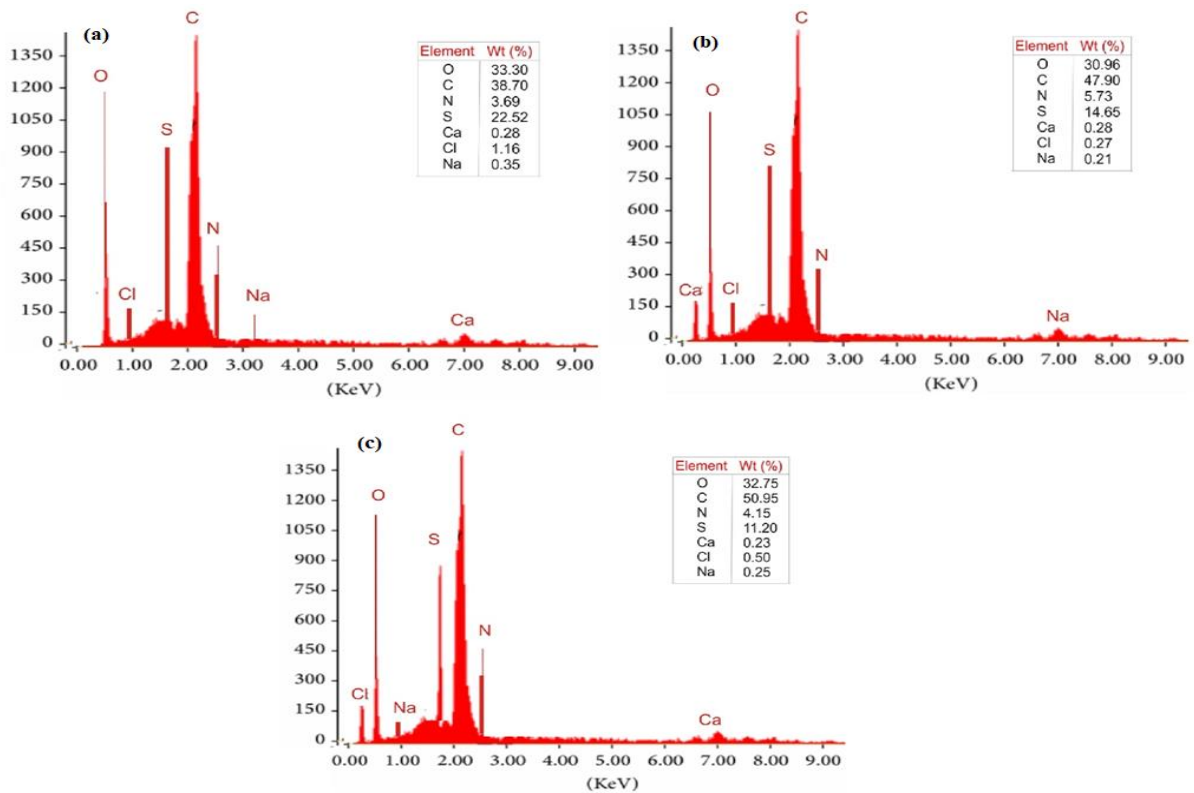 (a)
C
O
S
N
Cl
Na
Ca
1350
1200
1050
900
750
600
450
300
150
0
0.00 1.00 2.00 3.00 4.00 5.00 6.00 7.00 8.00 9.00
(KeV)
Element Wt (%)
O 33.30
C 38.70
N 3.69
S 22.52
Ca 0.28
Cl 1.16
Na 0.35
(b)
C
O
S
N
Ca
Cl
Na
1350
1200
1050
900
750
600
450
300
150
0
0.00 1.00 2.00 3.00 4.00 5.00 6.00 7.00 8.00 9.00
(KeV)
Element Wt (%)
O 30.96
C 47.90
N 5.73
S 14.65
Ca 0.28
Cl 0.27
Na 0.21
(c)
C
O
S
N
Cl
Na
Ca
1350
1200
1050
900
750
600
450
300
150
0
0.00 1.00 2.00 3.00 4.00 5.00 6.00 7.00 8.00 9.00
(KeV)
Element Wt (%)
O 32.75
C 50.95
N 4.15
S 11.20
Ca 0.23
Cl 0.50
Na 0.25